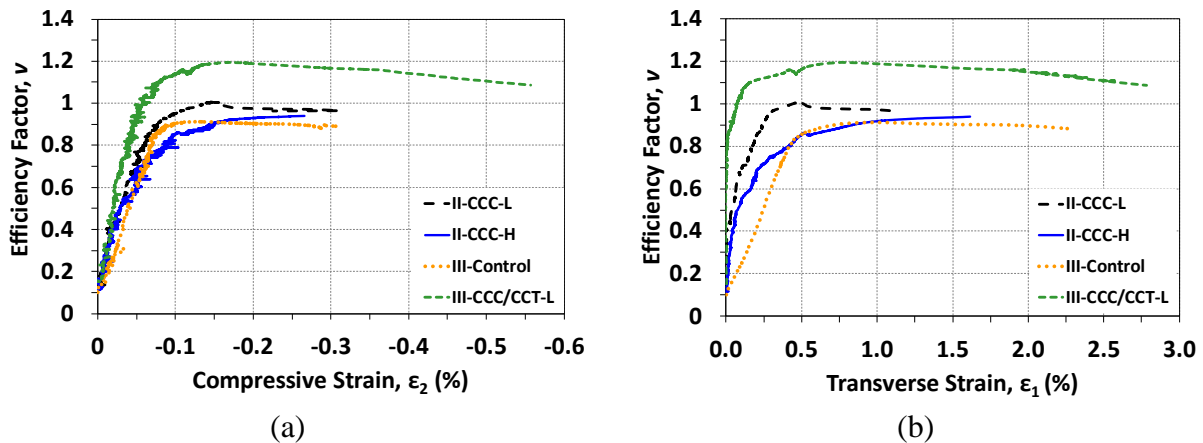 1.4
1.2
1
0.8
0.6
0.4
0.2
0
Efficiency Factor, ν
II-CCC-L
II-CCC-H
III-Control
III-CCC/CCT-L
0 -0.1 -0.2 -0.3 -0.4 -0.5 -0.6
Compressive Strain, ε₂ (%)
(a)
1.4
1.2
1
0.8
0.6
0.4
0.2
0
Efficiency Factor, ν
II-CCC-L
II-CCC-H
III-Control
III-CCC/CCT-L
0.0 0.5 1.0 1.5 2.0 2.5 3.0
Transverse Strain, ε₁ (%)
(b)